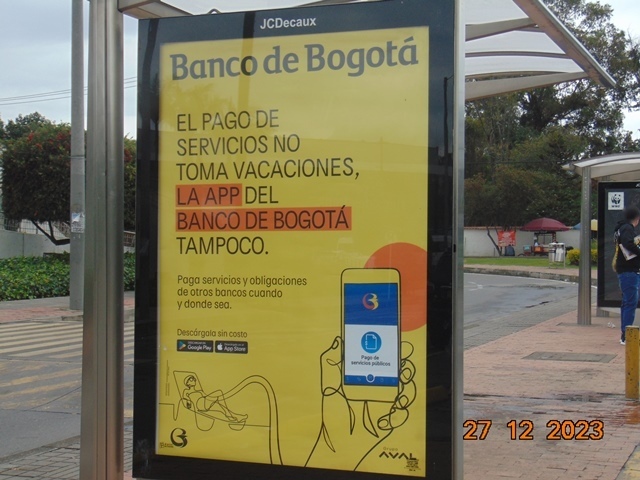 JCDecaux
Banco de Bogotá
EL PAGO DE
SERVICIOS NO
TOMA VACACIONES,
LA APP DEL
BANCO DE BOGOTÁ
TAMPOCO.
Paga servicios y obligaciones
de otros bancos cuando
y donde sea.
Descárgala sin costo
Google Play
App Store
Pago de
servicios públicos
AVAL
WWF
27 12 2023